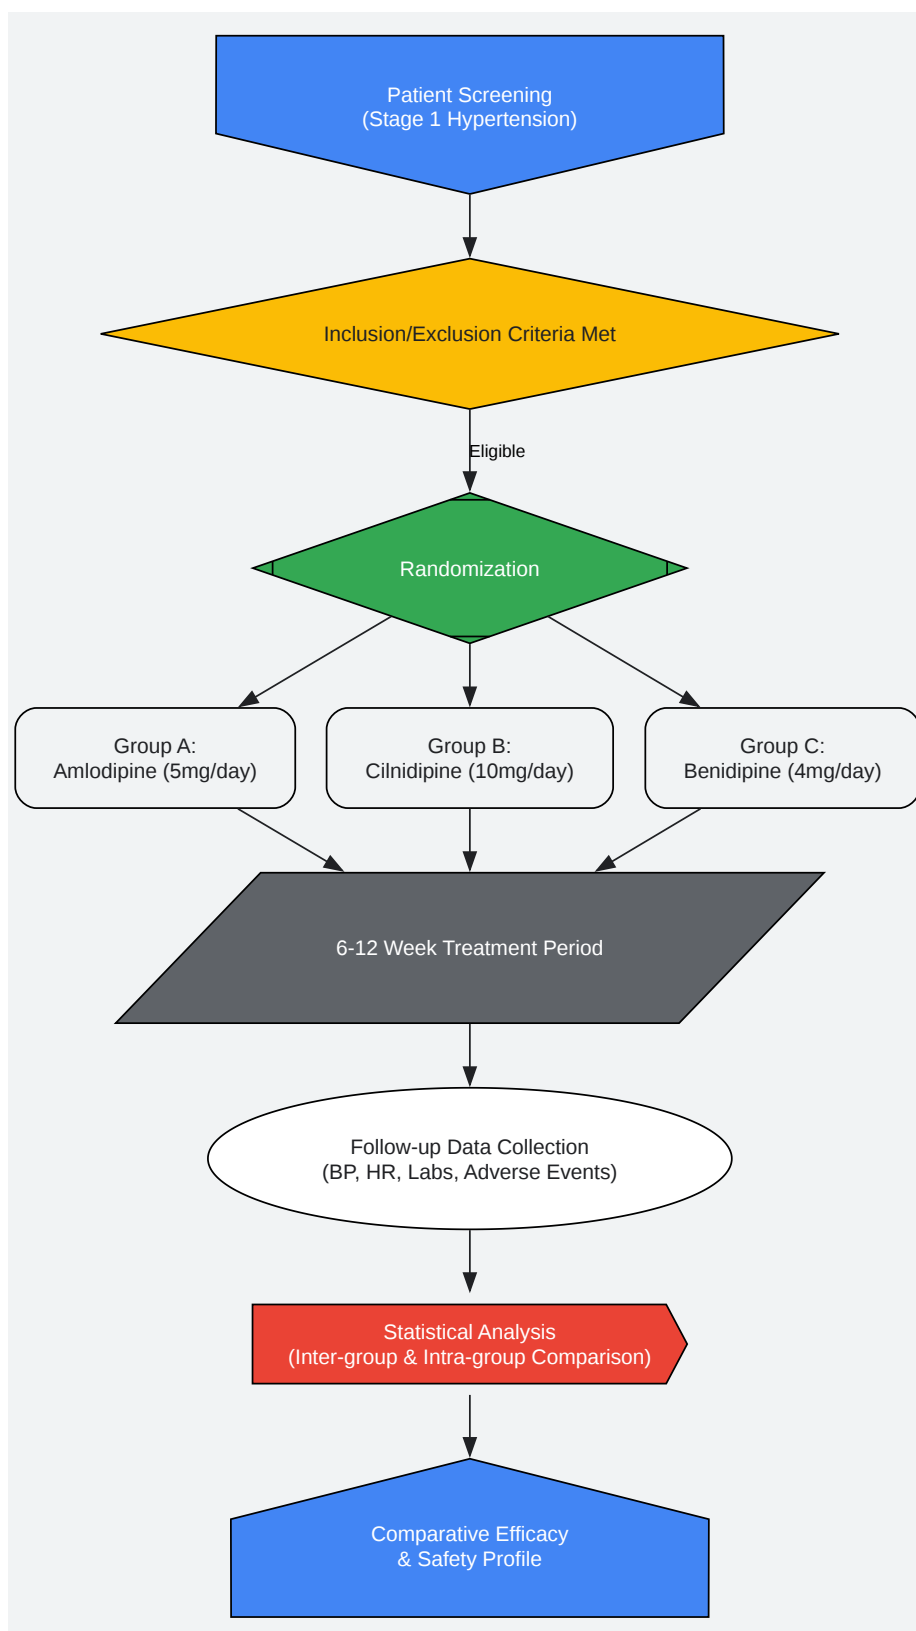 Patient Screening
(Stage 1 Hypertension)
Inclusion/Exclusion Criteria Met
Eligible
Randomization
Group A:
Amlodipine (5mg/day)
Group B:
Cilnidipine (10mg/day)
Group C:
Benidipine (4mg/day)
6-12 Week Treatment Period
Follow-up Data Collection
(BP, HR, Labs, Adverse Events)
Statistical Analysis
(Inter-group & Intra-group Comparison)
Comparative Efficacy
& Safety Profile